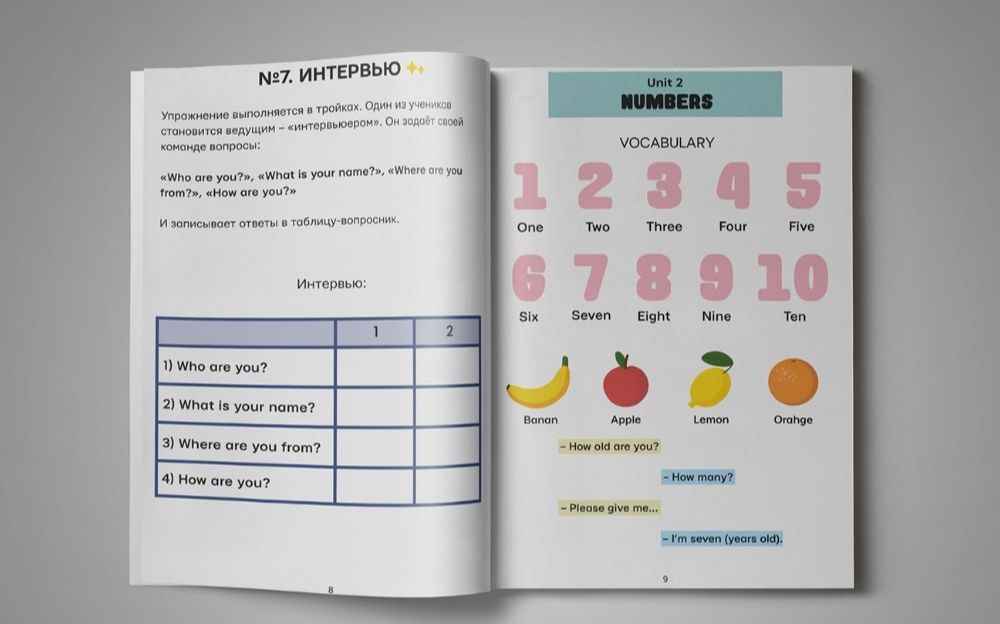 №7. ИНТЕРВЬЮ
Упражнение выполняется в тройках. Один из учеников
становится ведущим – «интервьюером». Он задаёт своей
команде вопросы:
«Who are you?», «What is your name?», «Where are you
from?», «How are you?»
И записывает ответы в таблицу-вопросник.
Интервью:
1 2
1) Who are you?
2) What is your name?
3) Where are you from?
4) How are you?
8
Unit 2
NUMBERS
VOCABULARY
1 2 3 4 5
One Two Three Four Five
6 7 8 9 10
Six Seven Eight Nine Ten
Banan Apple Lemon Orahge
– How old are you?
– How many?
– Please give me...
– I'm seven (years old).
9